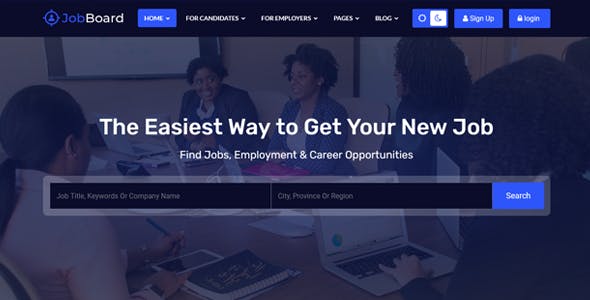 JobBoard
HOME
FOR CANDIDATES
FOR EMPLOYERS
PAGES
BLOG
Sign Up
login
The Easiest Way to Get Your New Job
Find Jobs, Employment & Career Opportunities
Job Title, Keywords Or Company Name
City, Province Or Region
Search